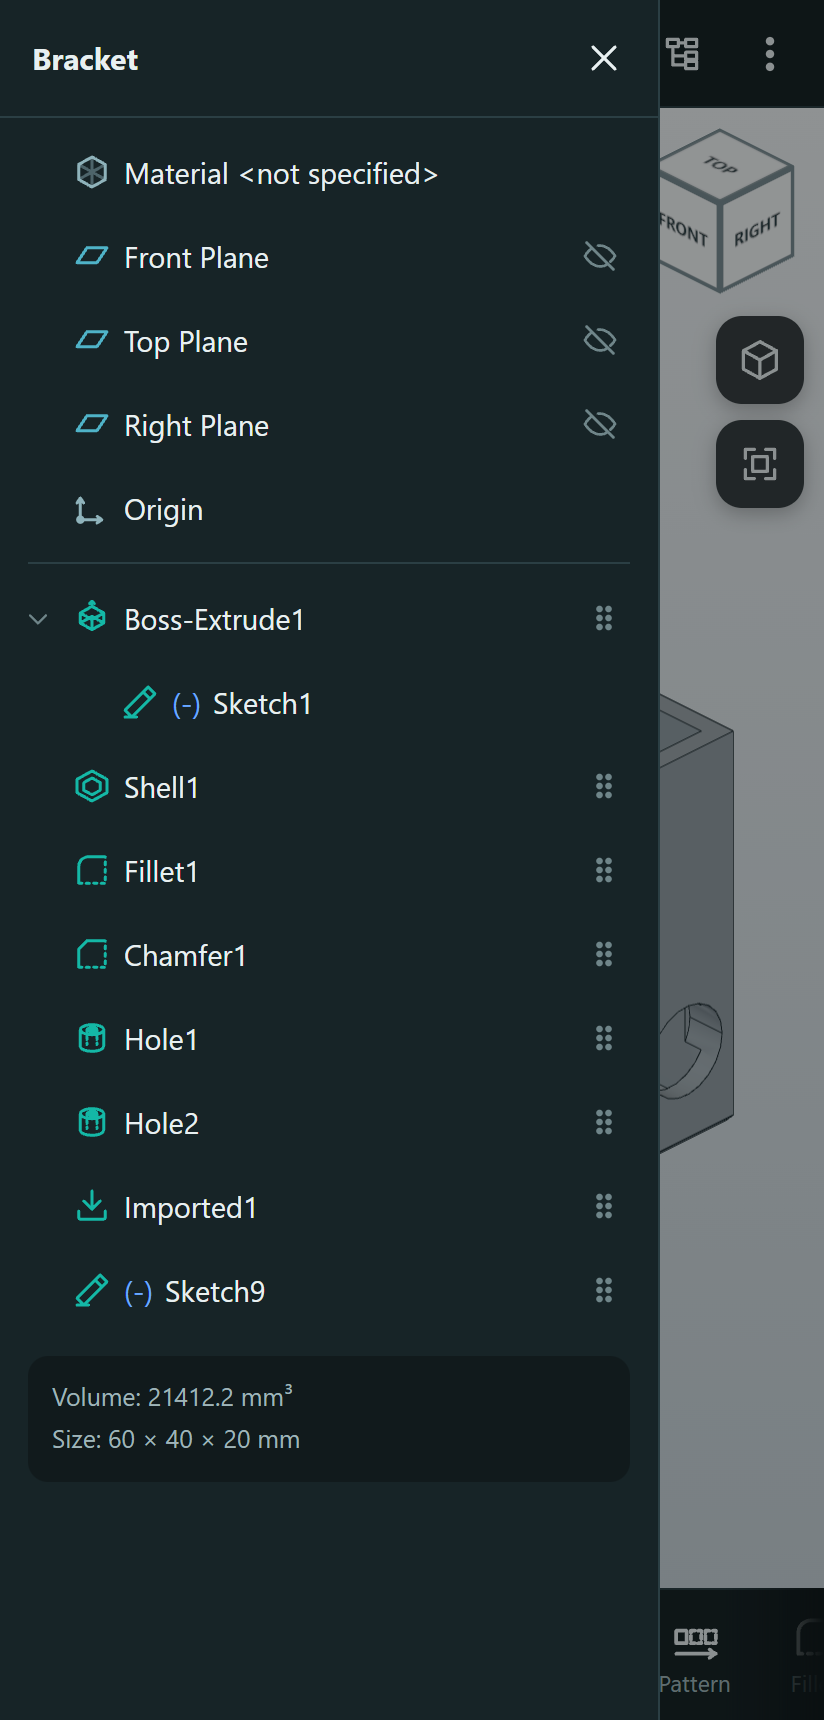 Bracket
Material <not specified>
TOP
FRONT
RIGHT
Front Plane
Top Plane
Right Plane
Origin
Boss-Extrude1
(-) Sketch1
Shell1
Fillet1
Chamfer1
Hole1
Hole2
Imported1
(-) Sketch9
Volume: 21412.2 mm³
Size: 60 × 40 × 20 mm
Pattern